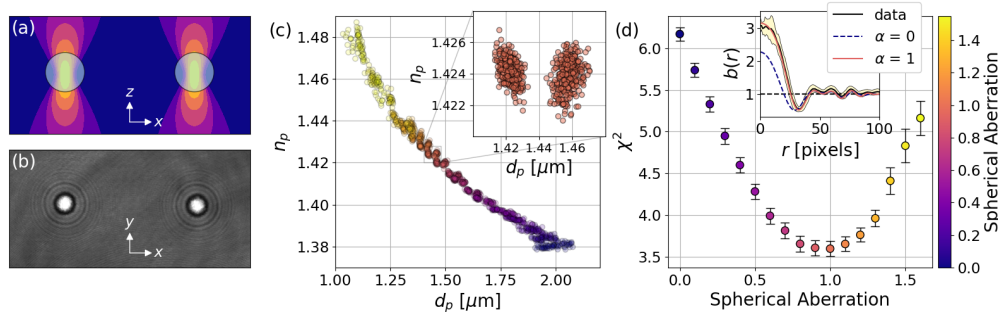 (a)
z
x
(b)
y
x
(c)
n_p
1.48
1.46
1.44
1.42
1.40
1.38
1.00 1.25 1.50 1.75 2.00
d_p [μm]
n_p
1.426
1.424
1.422
1.42 1.44 1.46
d_p [μm]
(d)
χ²
6.0
5.5
5.0
4.5
4.0
3.5
0.0 0.5 1.0 1.5
Spherical Aberration
b(r)
3
2
1
0 50 100
r [pixels]
data
α = 0
α = 1
1.4
1.2
1.0
0.8
0.6
0.4
0.2
0.0
Spherical Aberration